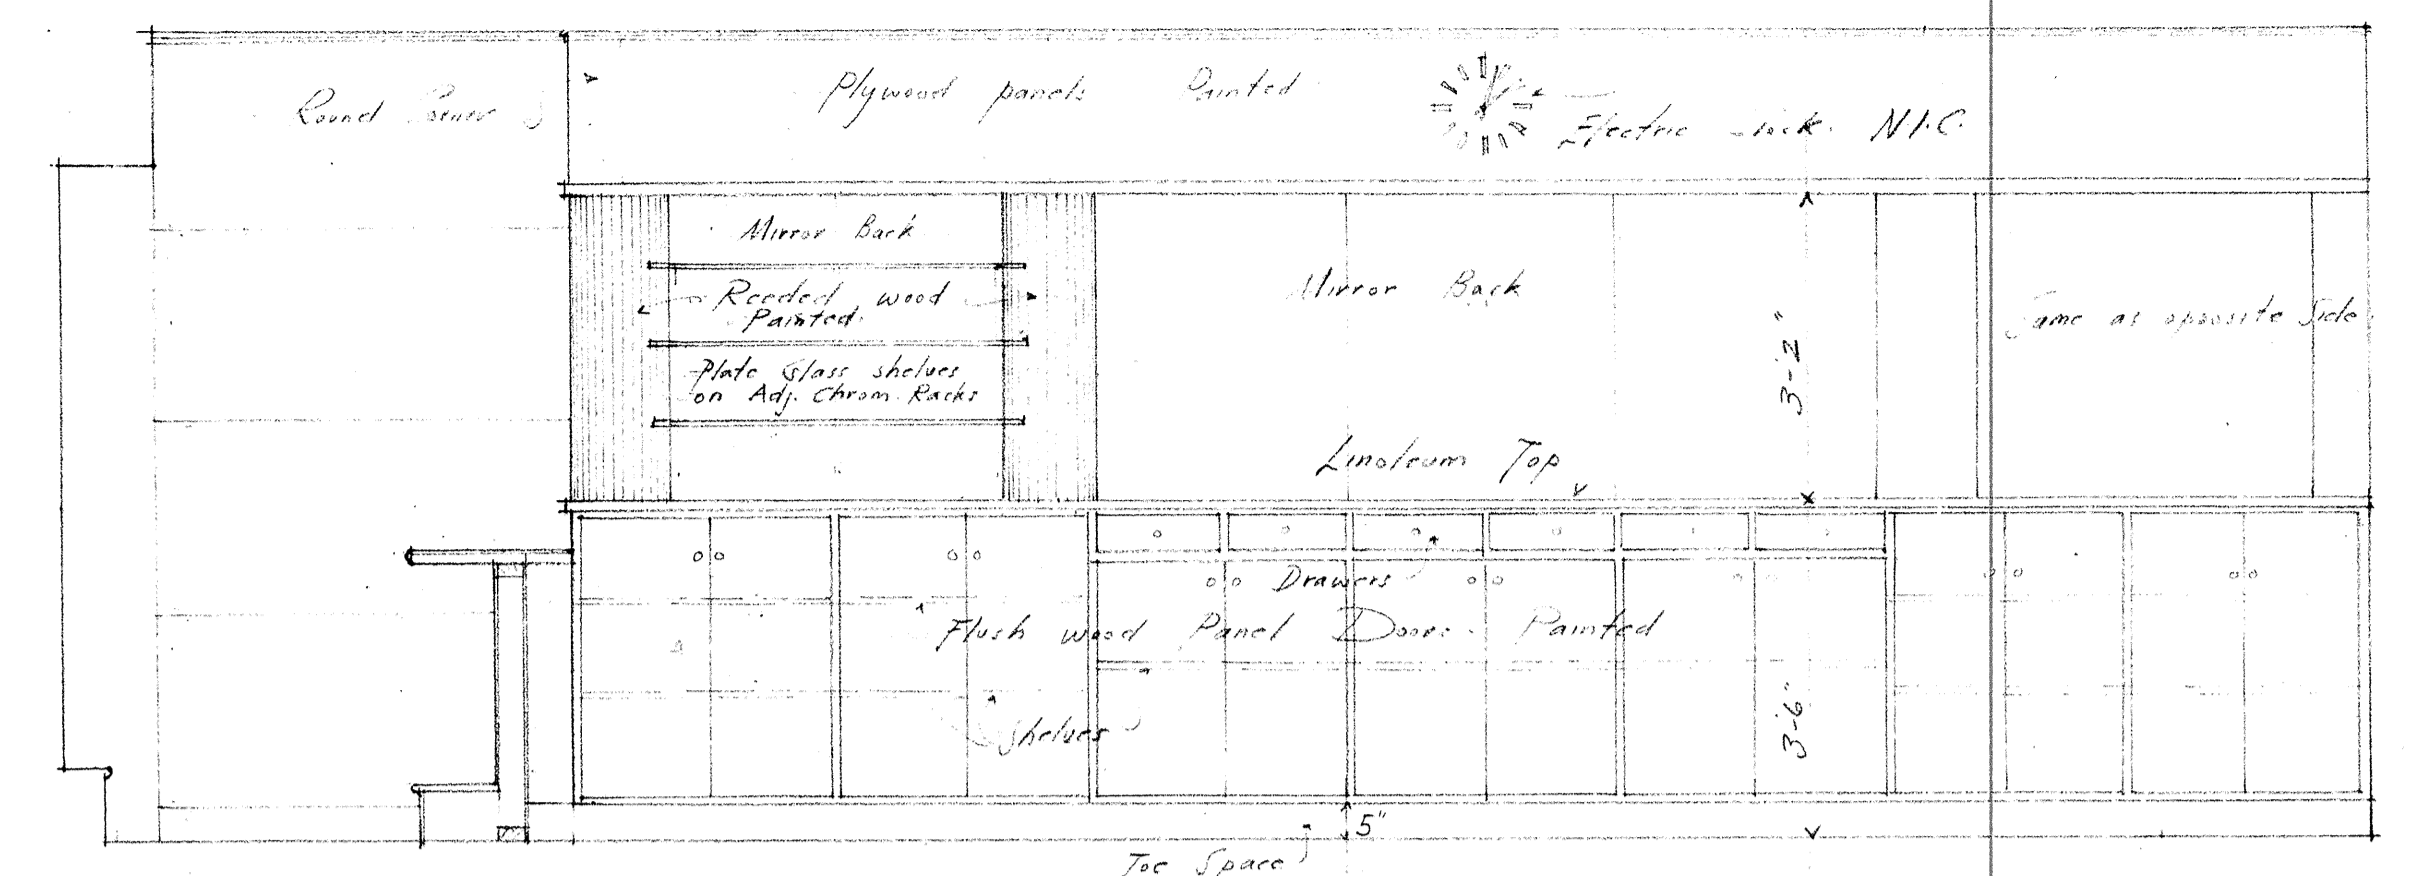 Plywood panels Painted
Round Corner
Electric Clock. N.I.C.
Mirror Back
Reeded wood
Painted.
Mirror Back
Same as opposite Side
3'-2"
Plate Glass shelves
on Adj. Chrom. Racks
Linoleum Top
Drawers
Flush wood Panel Doors. Painted
3'-6"
Shelves
5"
Toe Space